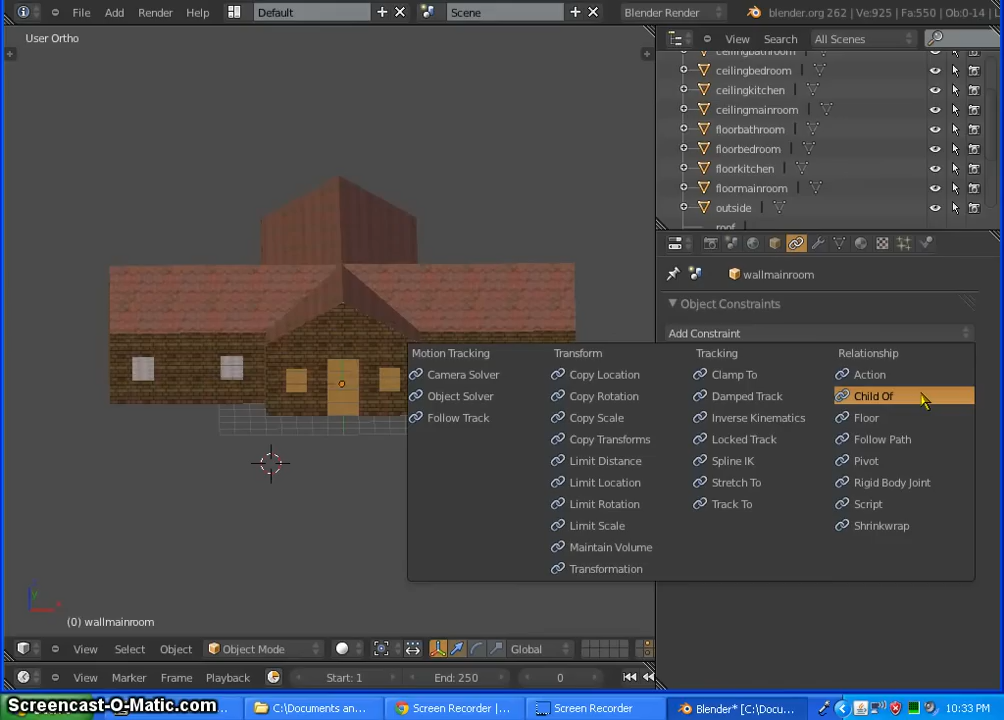 File Add Render Help Default Scene Blender Render blender.org 262 | Ve:925 | Fa:550 | Ob:0-14 |
User Ortho
View Search All Scenes
ceilingbathroom
ceilingbedroom
ceilingkitchen
ceilingmainroom
floorbathroom
floorbedroom
floorkitchen
floormainroom
outside
roof
wallmainroom
Object Constraints
Add Constraint
Motion Tracking Transform Tracking Relationship
Camera Solver Copy Location Clamp To Action
Object Solver Copy Rotation Damped Track Child Of
Follow Track Copy Scale Inverse Kinematics Floor
Copy Transforms Locked Track Follow Path
Limit Distance Spline IK Pivot
Limit Location Stretch To Rigid Body Joint
Limit Rotation Track To Script
Limit Scale Shrinkwrap
Maintain Volume
Transformation
y x
(0) wallmainroom
View Select Object Object Mode Global
View Marker Frame Playback Start: 1 End: 250 0
Screencast-O-Matic.com C:\Documents an... Screen Recorder |... Screen Recorder Blender* [C:\Docu... 10:33 PM